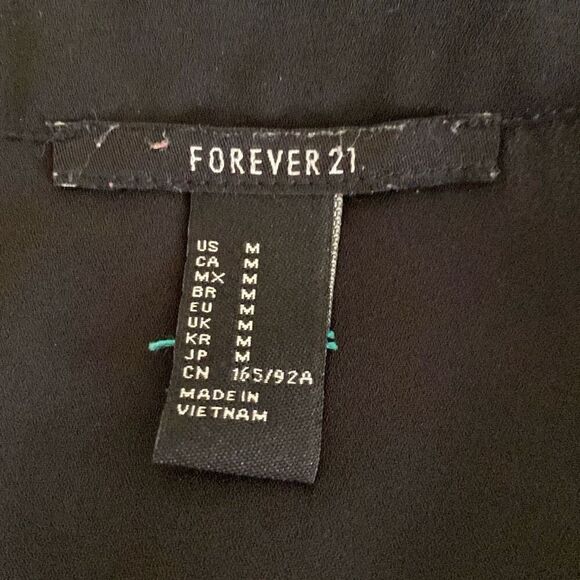 FOREVER 21
US M
CA M
MX M
BR M
EU M
UK M
KR M
JP M
CN 165/92A
MADE IN
VIETNAM